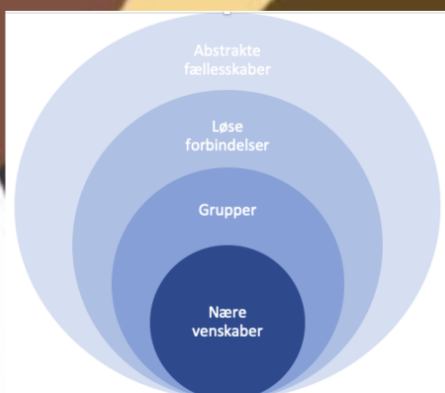 Abstrakte
fællesskaber
Løse
forbindelser
Grupper
Nære
venskaber